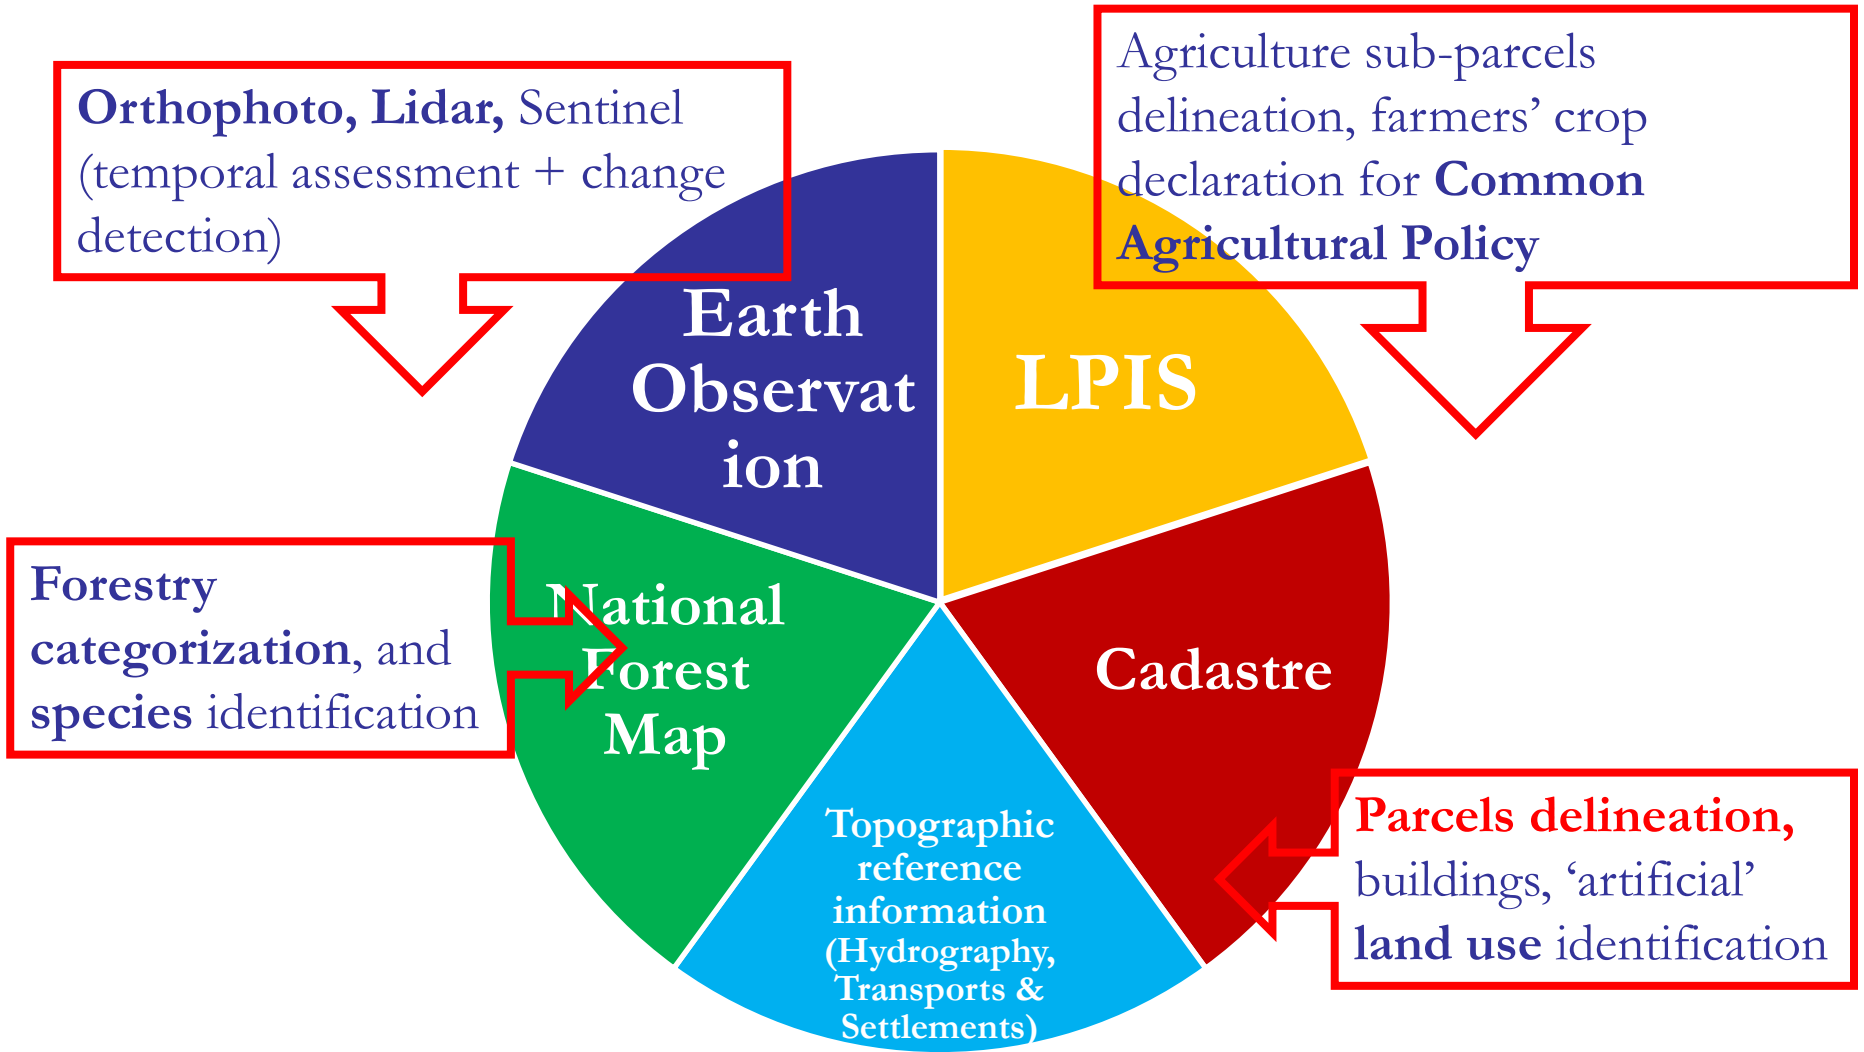 Orthophoto, Lidar, Sentinel
(temporal assessment + change
detection)
Agriculture sub-parcels
delineation, farmers’ crop
declaration for Common
Agricultural Policy
Earth
Observat
ion
LPIS
Forestry
categorization, and
species identification
National
Forest
Map
Cadastre
Topographic
reference
information
(Hydrography,
Transports &
Settlements)
Parcels delineation,
buildings, ‘artificial’
land use identification